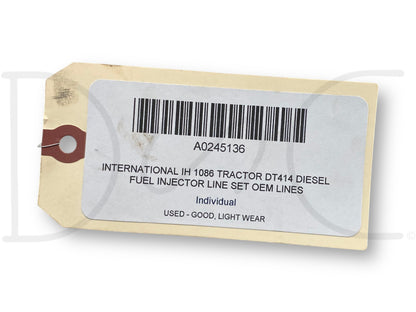 A0245136
INTERNATIONAL IH 1086 TRACTOR DT414 DIESEL
FUEL INJECTOR LINE SET OEM LINES
Individual
USED - GOOD, LIGHT WEAR